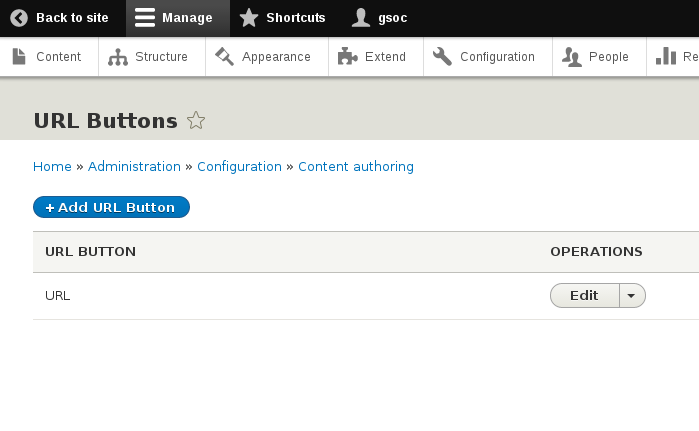 Back to site Manage Shortcuts gsoc
Content Structure Appearance Extend Configuration People Re
URL Buttons
Home » Administration » Configuration » Content authoring
+ Add URL Button
URL BUTTON OPERATIONS
URL Edit